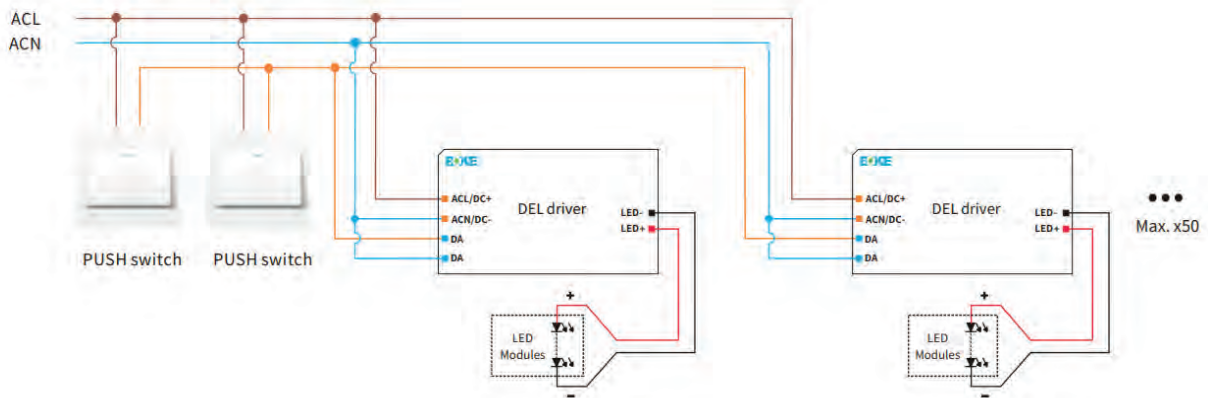 ACL
ACN
PUSH switch
PUSH switch
EOKE
ACL/DC+
ACN/DC-
DA
DA
DEL driver
LED-
LED+
+
LED
Modules
-
EOKE
ACL/DC+
ACN/DC-
DA
DA
DEL driver
LED-
LED+
+
LED
Modules
-
•••
Max. x50